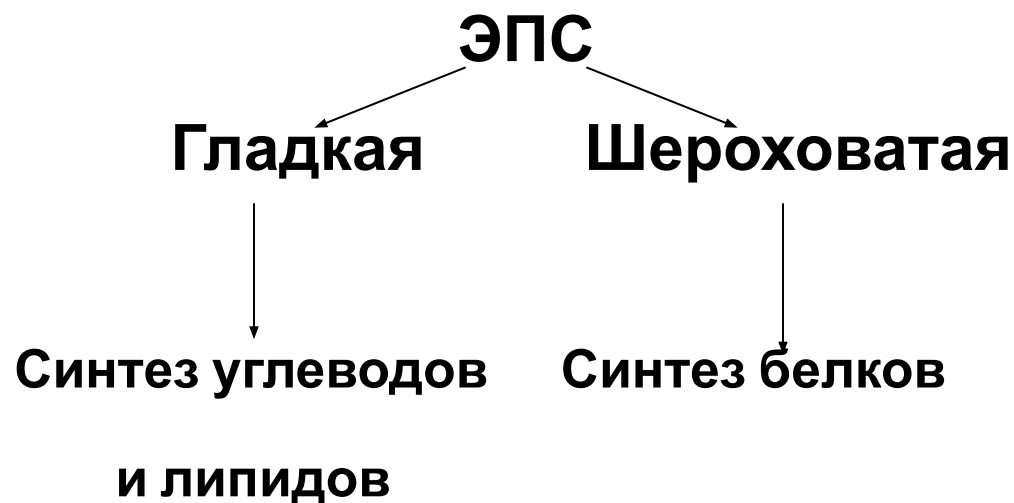 ЭПС
Гладкая
Шероховатая
Синтез углеводов
и липидов
Синтез белков